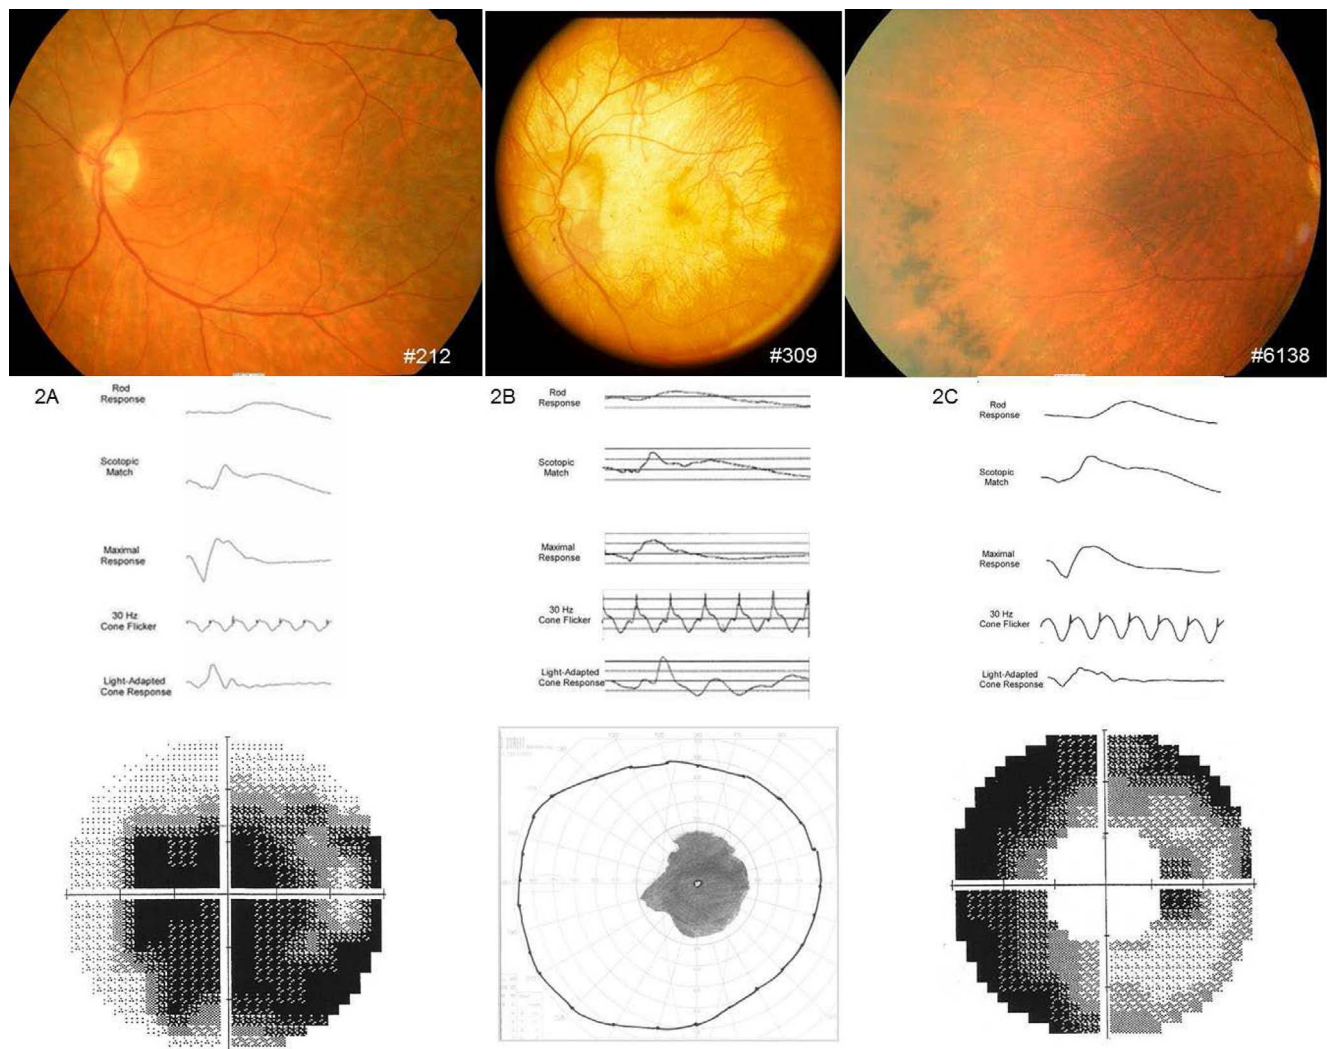 #212
#309
#6138
2A
Rod
Response
Scotopic
Match
Maximal
Response
30 Hz
Cone Flicker
Light-Adapted
Cone Response
2B
Rod
Response
Scotopic
Match
Maximal
Response
30 Hz
Cone Flicker
Light-Adapted
Cone Response
2C
Rod
Response
Scotopic
Match
Maximal
Response
30 Hz
Cone Flicker
Light-Adapted
Cone Response